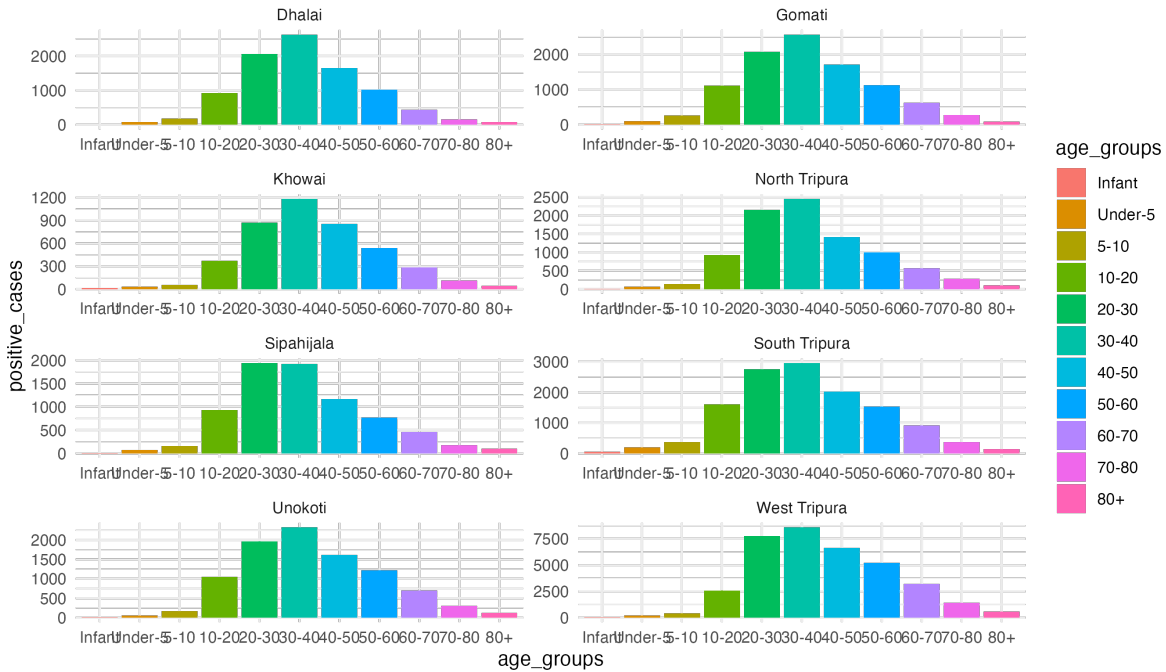 Dhalai
Gomati
2000
1000
0
2000
1000
0
Infant Under-5 5-10 10-20 20-30 30-40 40-50 50-60 60-70 70-80 80+
Infant Under-5 5-10 10-20 20-30 30-40 40-50 50-60 60-70 70-80 80+
Khowai
North Tripura
1200
900
600
300
0
2500
2000
1500
1000
500
0
Infant Under-5 5-10 10-20 20-30 30-40 40-50 50-60 60-70 70-80 80+
Infant Under-5 5-10 10-20 20-30 30-40 40-50 50-60 60-70 70-80 80+
Sipahijala
South Tripura
2000
1500
1000
500
0
3000
2000
1000
0
Infant Under-5 5-10 10-20 20-30 30-40 40-50 50-60 60-70 70-80 80+
Infant Under-5 5-10 10-20 20-30 30-40 40-50 50-60 60-70 70-80 80+
Unokoti
West Tripura
2000
1500
1000
500
0
7500
5000
2500
0
Infant Under-5 5-10 10-20 20-30 30-40 40-50 50-60 60-70 70-80 80+
Infant Under-5 5-10 10-20 20-30 30-40 40-50 50-60 60-70 70-80 80+
age_groups
positive_cases
age_groups
Infant
Under-5
5-10
10-20
20-30
30-40
40-50
50-60
60-70
70-80
80+